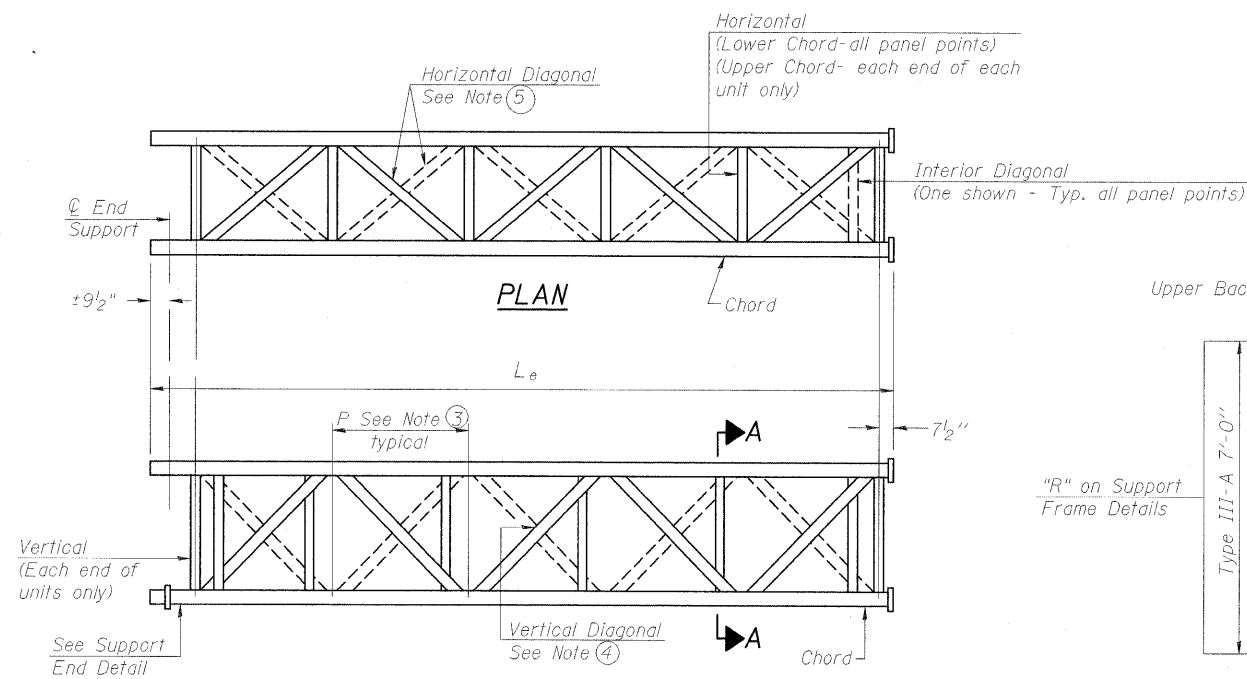 Horizontal
(Lower Chord-all panel points)
(Upper Chord- each end of each
unit only)
Horizontal Diagonal
See Note 5
Interior Diagonal
(One shown - Typ. all panel points)
℄ End
Support
±9½"
PLAN
Chord
Upper Bac
Le
P See Note 3
typical
A
7½"
"R" on Support
Frame Details
Type III-A 7'-0"
Vertical
(Each end of
units only)
Vertical Diagonal
See Note 4
A
Chord
See Support
End Detail